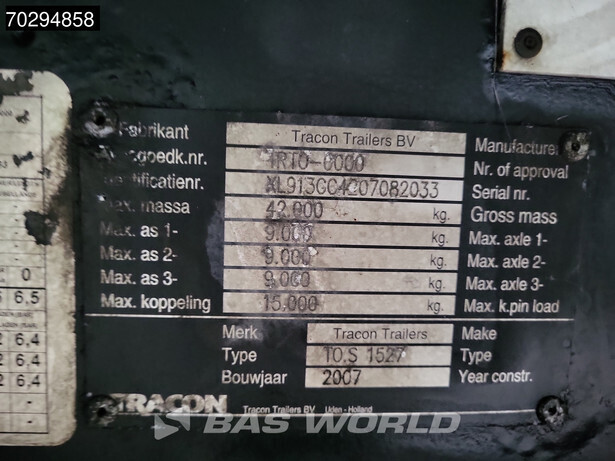 70294858
Fabrikant Tracon Trailers BV Manufacturer
goedk.nr. TRTO-0000 Nr. of approval
Serial nr.
massa 42.000 kg. Gross mass
Max. as 1- 9.000 kg. Max. axle 1-
Max. as 2- 9.000 kg. Max. axle 2-
Max. as 3- 9.000 kg. Max. axle 3-
Max. koppeling 15.000 kg. Max. k.pin load
Merk Tracon Trailers Make
Type TO.S 1527 Type
Bouwjaar 2007 Year constr.
TRACON Tracon Trailers BV Uden - Holland
BAS WORLD
0
6,5
6,4
6,4
6,4